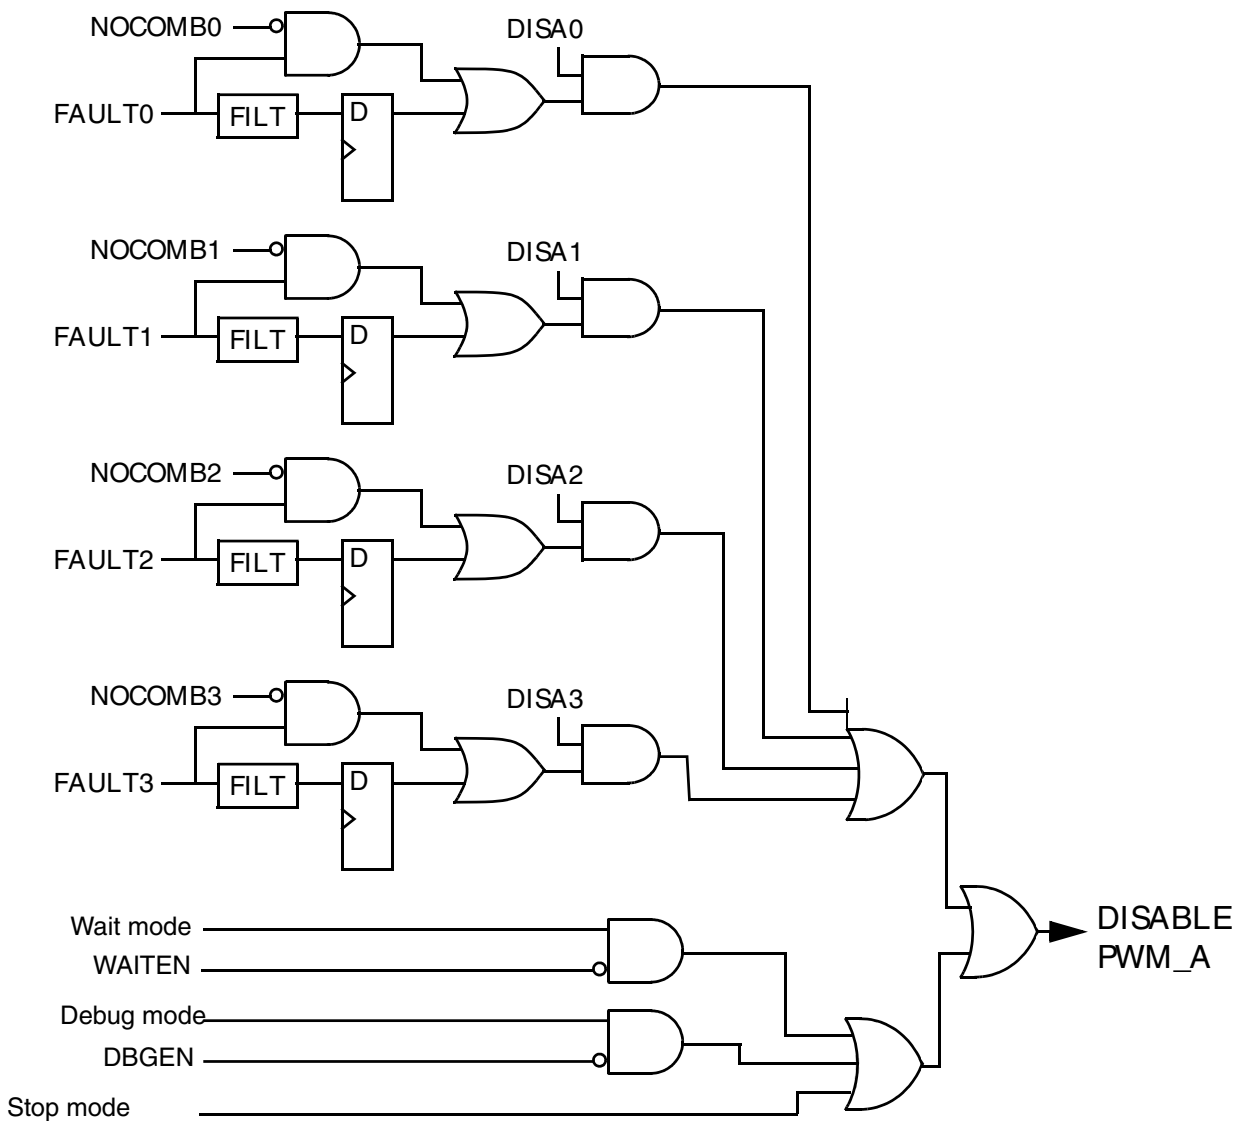 NOCOMB0
DISA0
FAULT0
FILT
D
NOCOMB1
DISA1
FAULT1
FILT
D
NOCOMB2
DISA2
FAULT2
FILT
D
NOCOMB3
DISA3
FAULT3
FILT
D
Wait mode
WAITEN
Debug mode
DBGEN
Stop mode
DISABLE
PWM_A